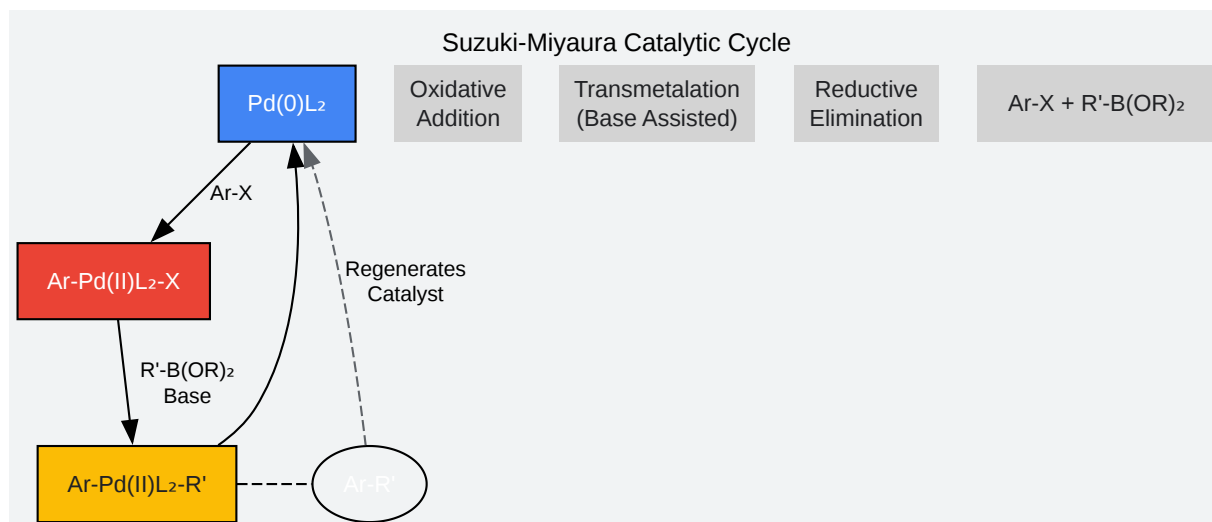 Suzuki-Miyaura Catalytic Cycle
Pd(0)L₂
Oxidative
Addition
Transmetalation
(Base Assisted)
Reductive
Elimination
Ar-X + R'-B(OR)₂
Ar-X
Ar-Pd(II)L₂-X
Regenerates
Catalyst
R'-B(OR)₂
Base
Ar-Pd(II)L₂-R'
Ar-R'